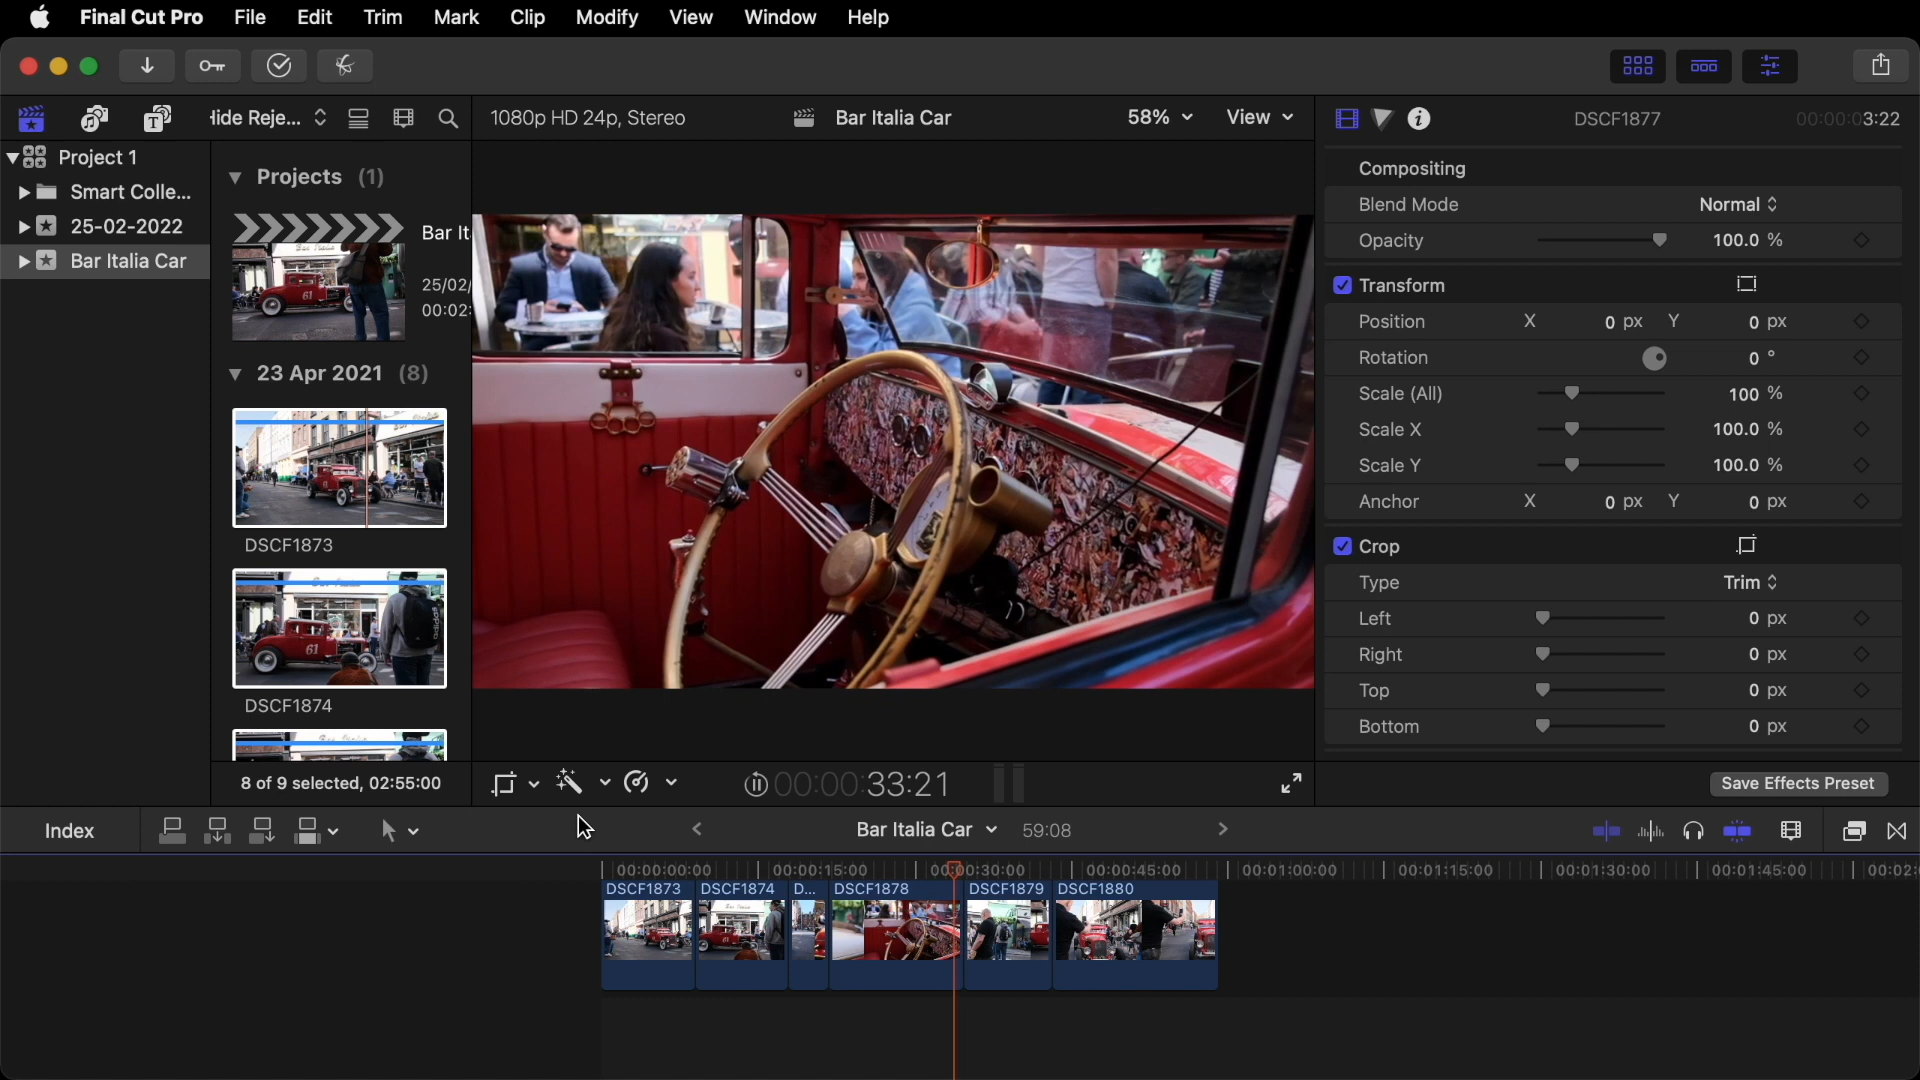 Final Cut Pro File Edit Trim Mark Clip Modify View Window Help
Hide Reje...
1080p HD 24p, Stereo
Bar Italia Car
58%
View
DSCF1877
00:00:03:22
Project 1
Smart Colle...
25-02-2022
Bar Italia Car
Projects (1)
Bar It
25/02/
00:02:
23 Apr 2021 (8)
DSCF1873
61
DSCF1874
8 of 9 selected, 02:55:00
Compositing
Blend Mode Normal
Opacity 100.0 %
Transform
Position X 0 px Y 0 px
Rotation 0 °
Scale (All) 100 %
Scale X 100.0 %
Scale Y 100.0 %
Anchor X 0 px Y 0 px
Crop
Type Trim
Left 0 px
Right 0 px
Top 0 px
Bottom 0 px
00:00:33:21
Save Effects Preset
Index
Bar Italia Car 59:08
00:00:00:00 00:00:15:00 00:00:30:00 00:00:45:00 00:01:00:00 00:01:15:00 00:01:30:00 00:01:45:00 00:02:
DSCF1873 DSCF1874 D... DSCF1878 DSCF1879 DSCF1880